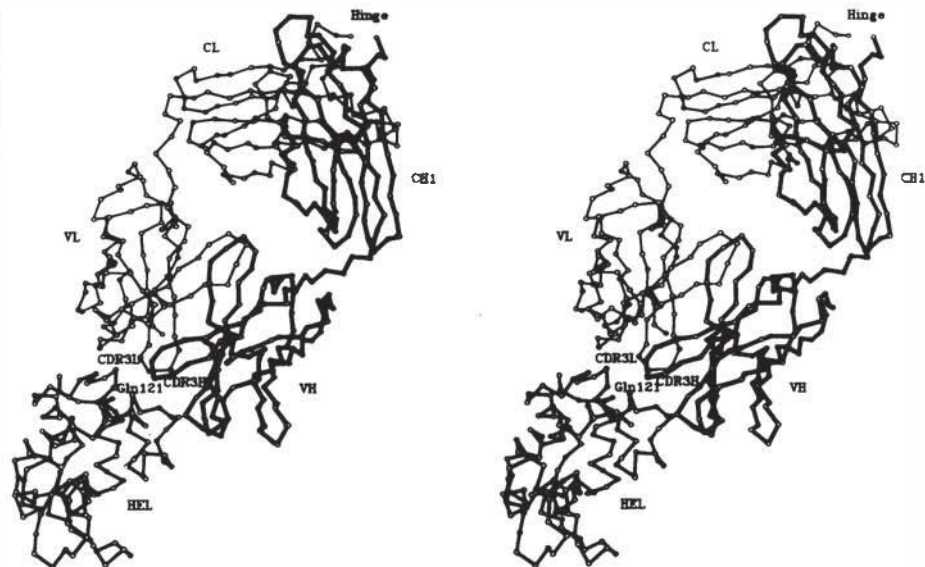 Hinge
CL
CH1
VL
CDR3L
Gln121
CDR3H
VH
HEL
Hinge
CL
CH1
VL
CDR3L
Gln121
CDR3H
VH
HEL